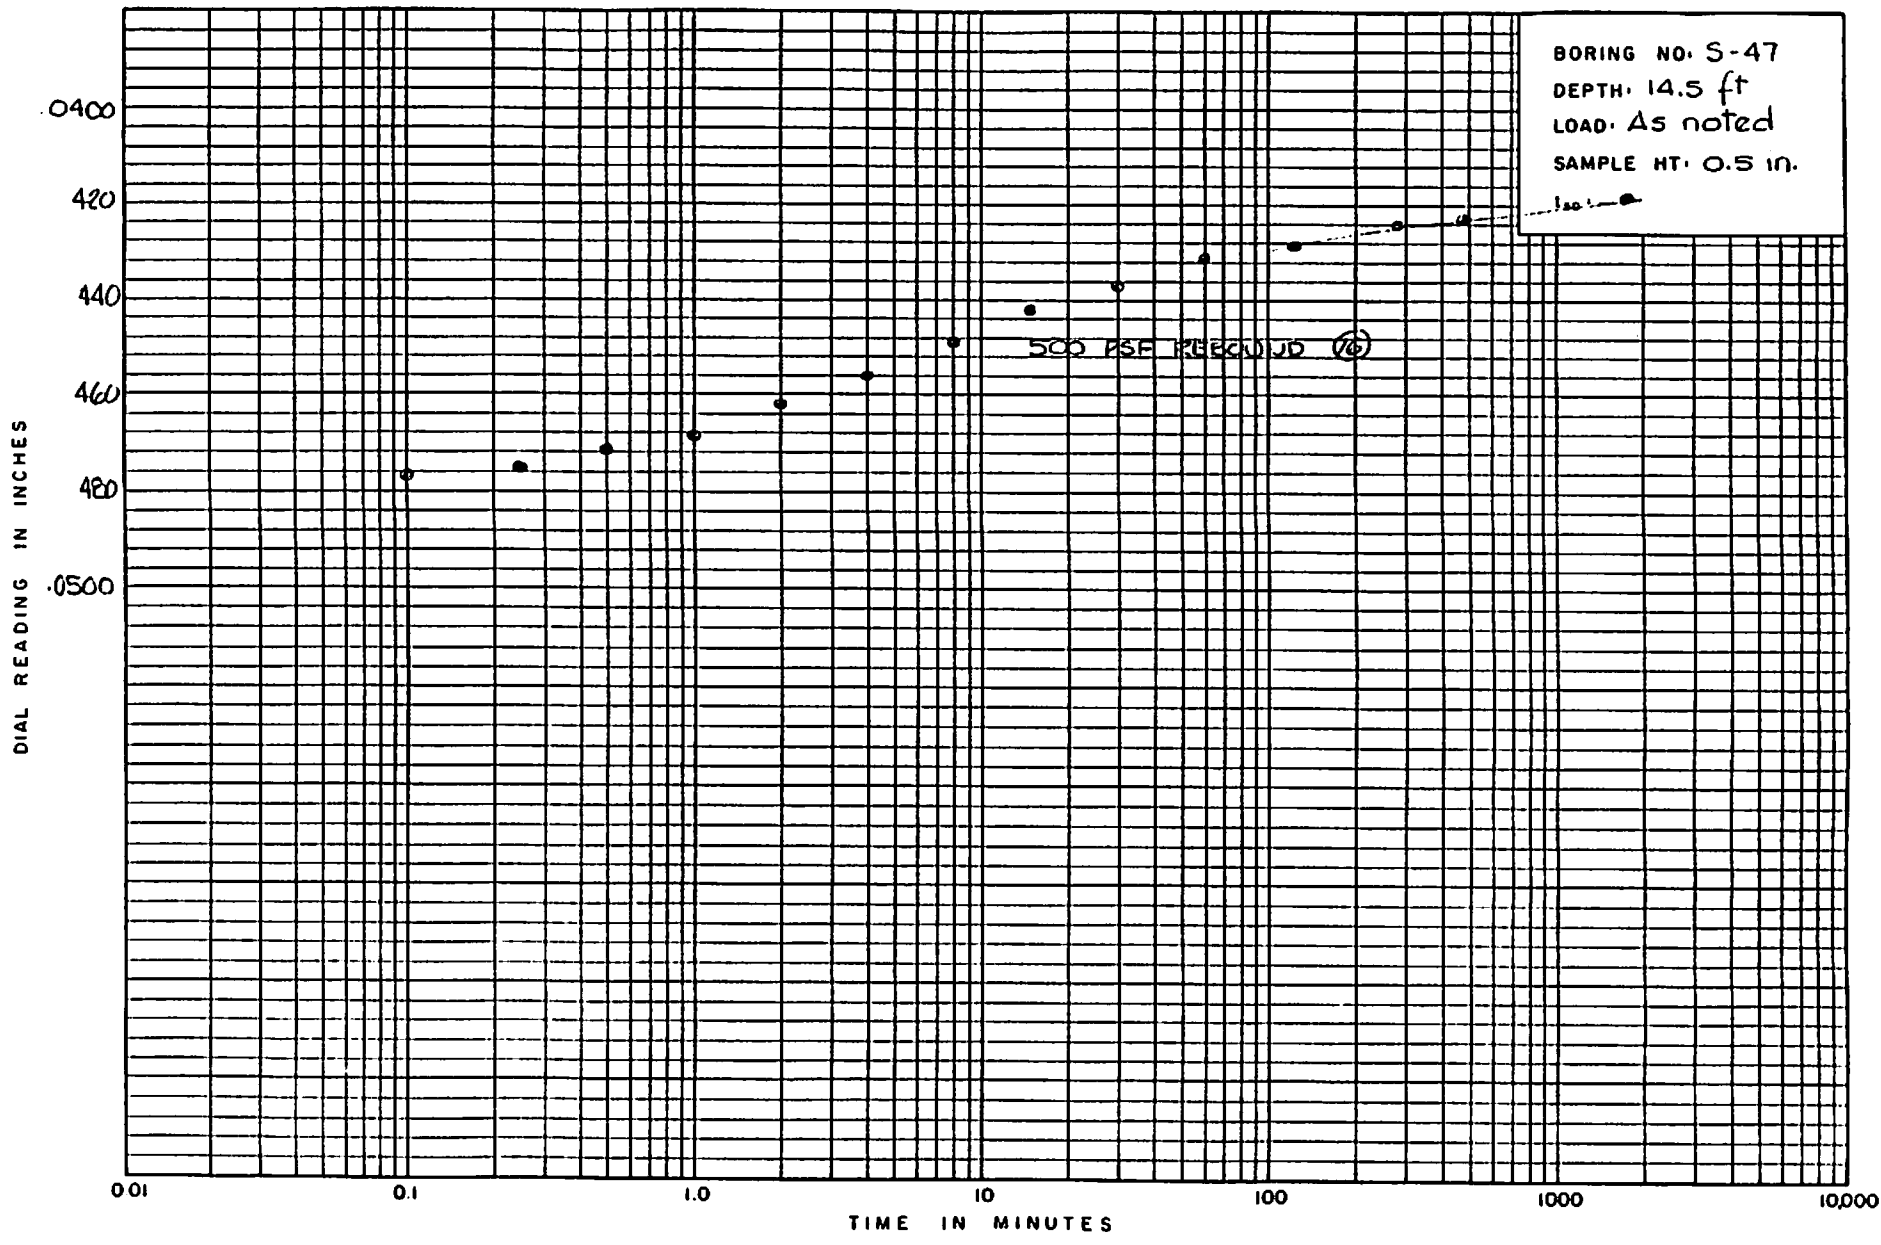 BORING NO: S-47
DEPTH: 14.5 ft
LOAD: As noted
SAMPLE HT: 0.5 in.
.0400
420
440
460
480
.0500
500 PSF REBOUND 16
DIAL READING IN INCHES
0.01 0.1 1.0 10 100 1000 10,000
TIME IN MINUTES